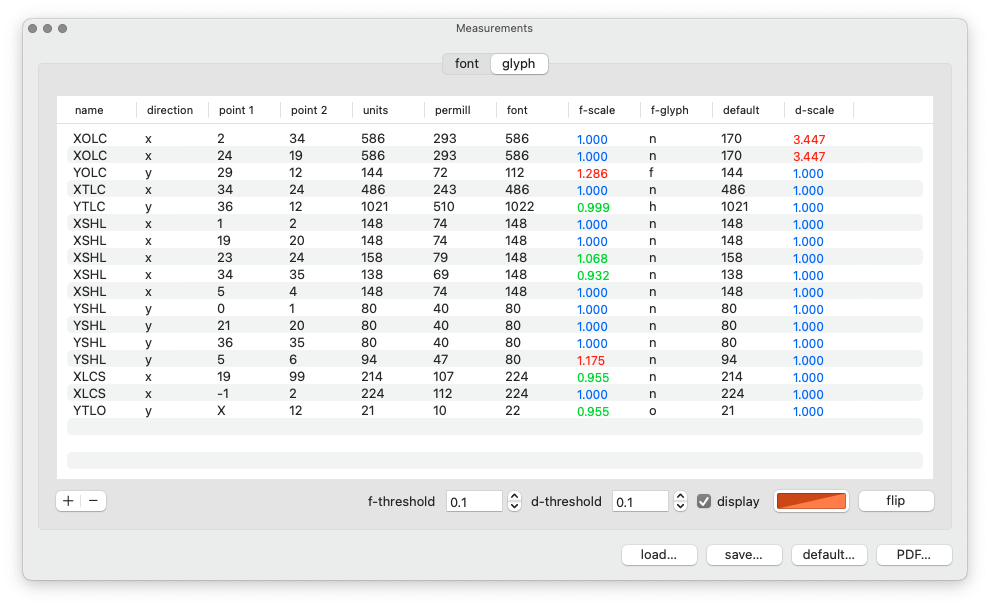 Measurements
font glyph
name direction point 1 point 2 units permill font f-scale f-glyph default d-scale
XOLC x 2 34 586 293 586 1.000 n 170 3.447
XOLC x 24 19 586 293 586 1.000 n 170 3.447
YOLC y 29 12 144 72 112 1.286 f 144 1.000
XTLC x 34 24 486 243 486 1.000 n 486 1.000
YTLC y 36 12 1021 510 1022 0.999 h 1021 1.000
XSHL x 1 2 148 74 148 1.000 n 148 1.000
XSHL x 19 20 148 74 148 1.000 n 148 1.000
XSHL x 23 24 158 79 148 1.068 n 158 1.000
XSHL x 34 35 138 69 148 0.932 n 138 1.000
XSHL x 5 4 148 74 148 1.000 n 148 1.000
YSHL y 0 1 80 40 80 1.000 n 80 1.000
YSHL y 21 20 80 40 80 1.000 n 80 1.000
YSHL y 36 35 80 40 80 1.000 n 80 1.000
YSHL y 5 6 94 47 80 1.175 n 94 1.000
XLCS x 19 99 214 107 224 0.955 n 214 1.000
XLCS x -1 2 224 112 224 1.000 n 224 1.000
YTLO y X 12 21 10 22 0.955 o 21 1.000
+ − f-threshold 0.1 d-threshold 0.1 display flip
load... save... default... PDF...